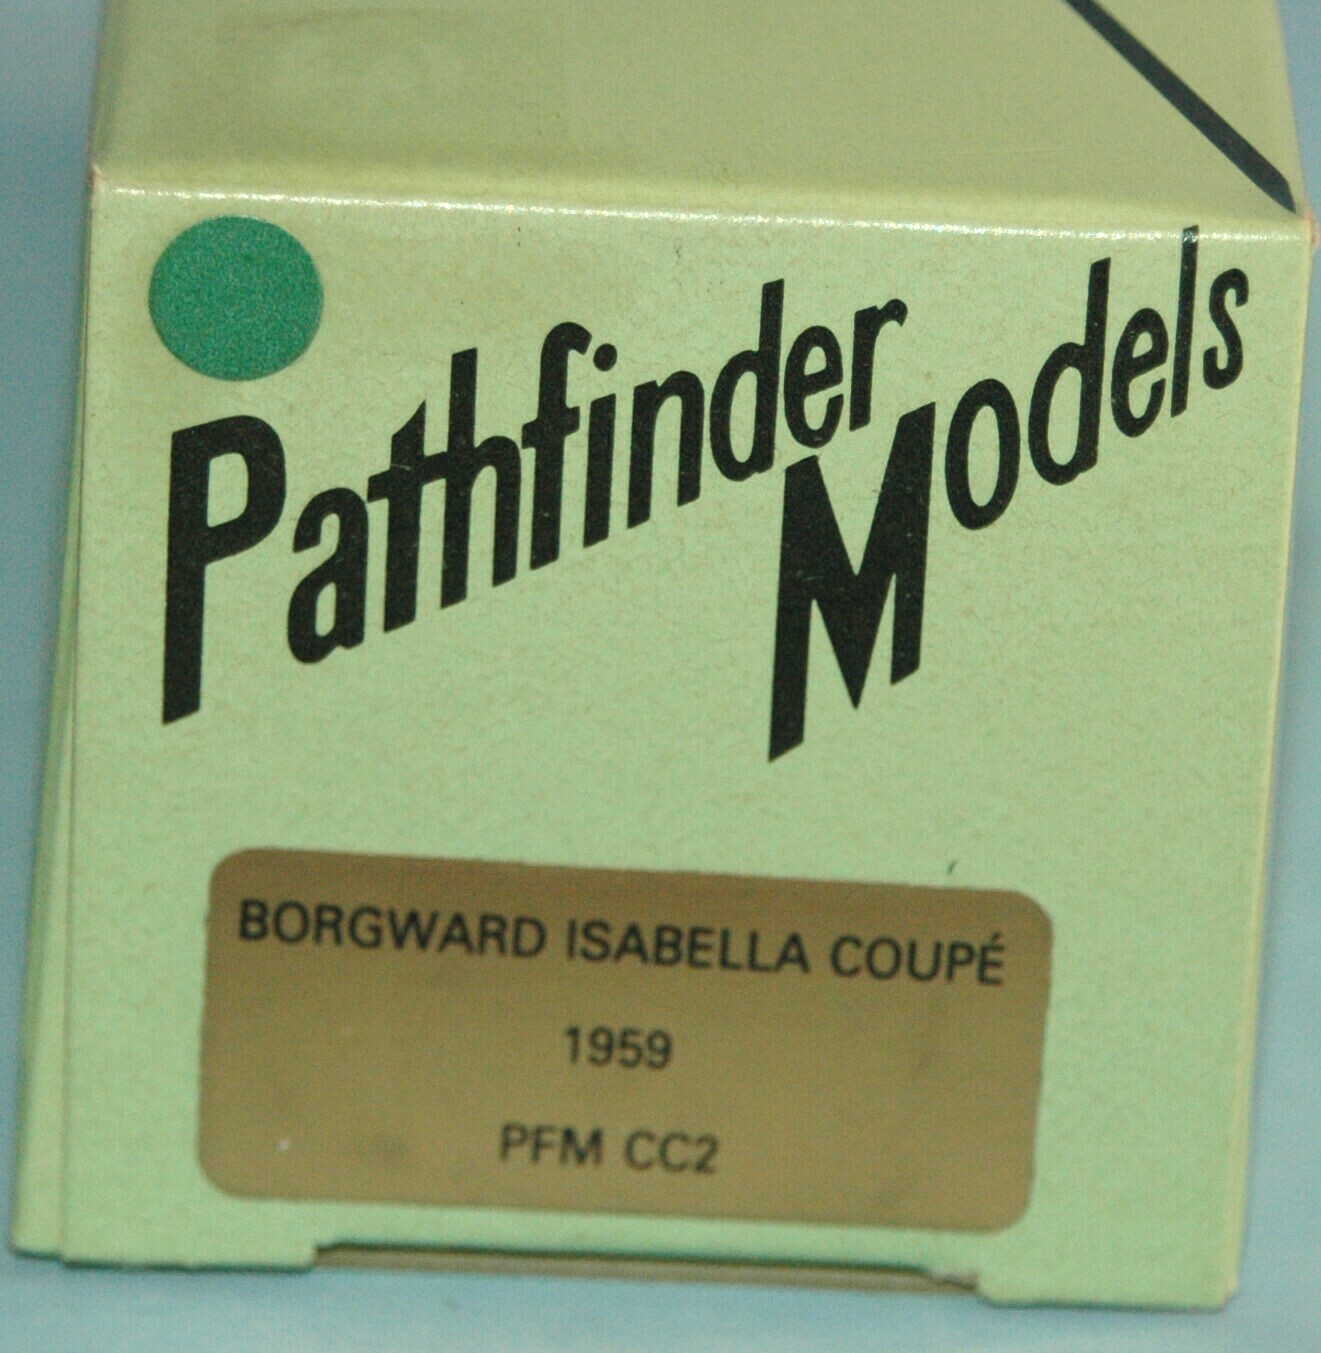 Pathfinder
Models
BORGWARD ISABELLA COUPÉ
1959
PFM CC2